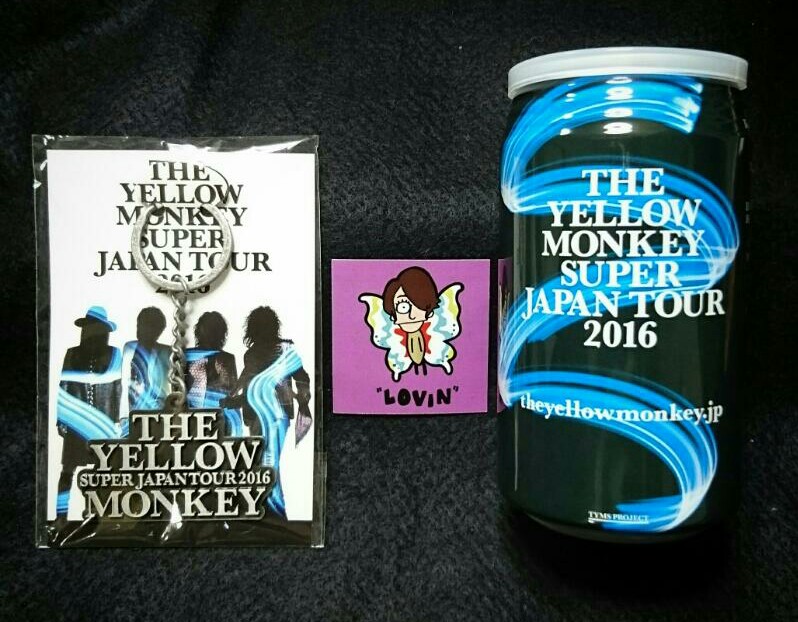 THE
YELLOW
MONKEY
SUPER
JAPAN TOUR
2016
THE
YELLOW
SUPER JAPAN TOUR 2016
MONKEY
"LOVIN"
THE
YELLOW
MONKEY
SUPER
JAPAN TOUR
2016
theyellowmonkey.jp
TYMS PROJECT